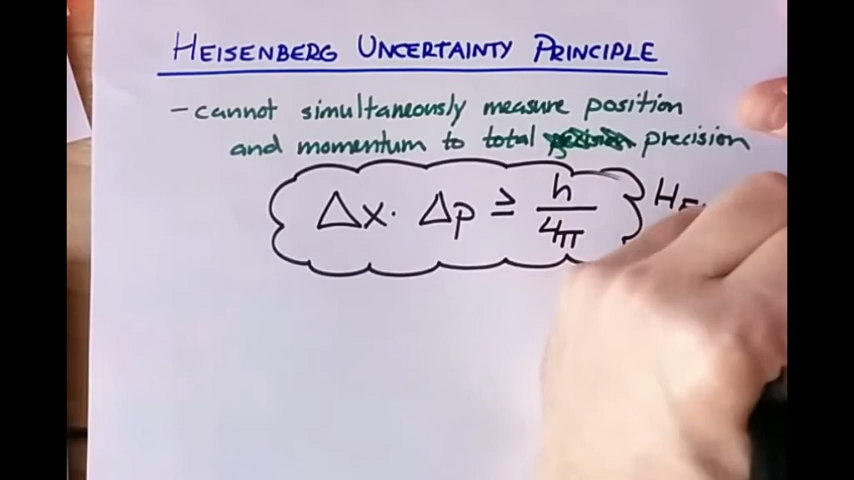 HEISENBERG UNCERTAINTY PRINCIPLE
- cannot simultaneously measure position
and momentum to total precision
Δx · Δp ≥ h/4π